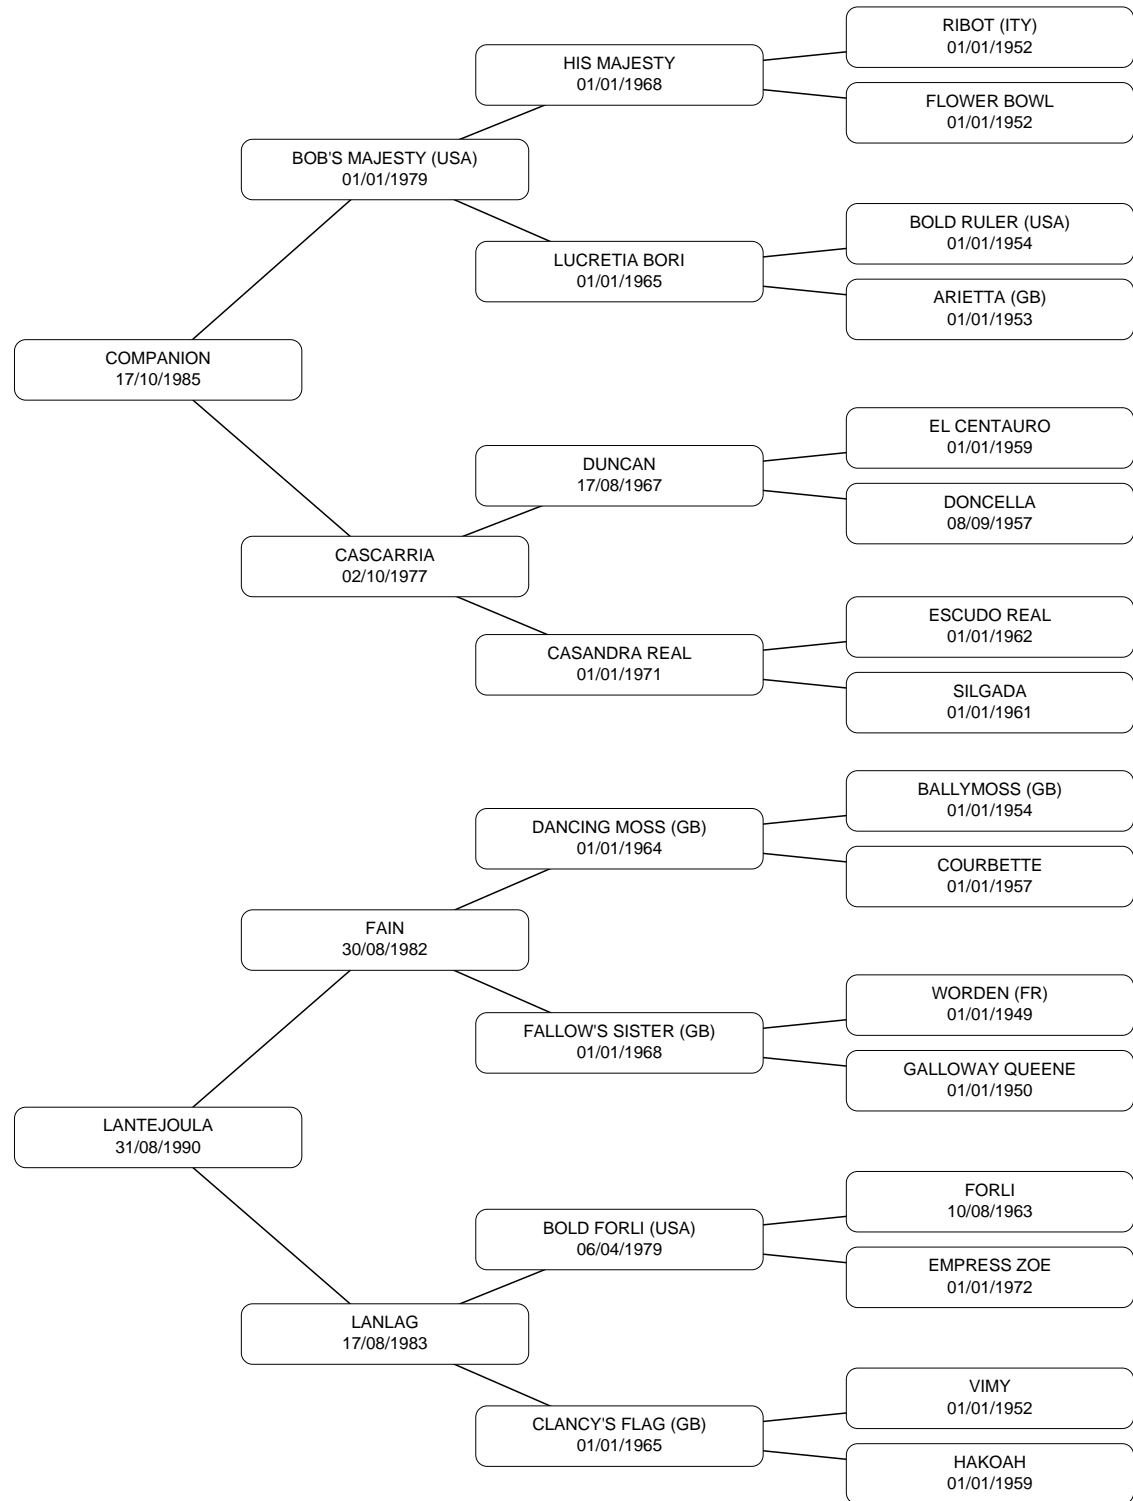 RIBOT (ITY)
01/01/1952
HIS MAJESTY
01/01/1968
FLOWER BOWL
01/01/1952
BOB'S MAJESTY (USA)
01/01/1979
BOLD RULER (USA)
01/01/1954
LUCRETIA BORI
01/01/1965
ARIETTA (GB)
01/01/1953
COMPANION
17/10/1985
EL CENTAURO
01/01/1959
DUNCAN
17/08/1967
DONCELLA
08/09/1957
CASCARRIA
02/10/1977
ESCUDO REAL
01/01/1962
CASANDRA REAL
01/01/1971
SILGADA
01/01/1961
BALLYMOSS (GB)
01/01/1954
DANCING MOSS (GB)
01/01/1964
COURBETTE
01/01/1957
FAIN
30/08/1982
WORDEN (FR)
01/01/1949
FALLOW'S SISTER (GB)
01/01/1968
GALLOWAY QUEENE
01/01/1950
LANTEJOULA
31/08/1990
FORLI
10/08/1963
BOLD FORLI (USA)
06/04/1979
EMPRESS ZOE
01/01/1972
LANLAG
17/08/1983
VIMY
01/01/1952
CLANCY'S FLAG (GB)
01/01/1965
HAKOAH
01/01/1959